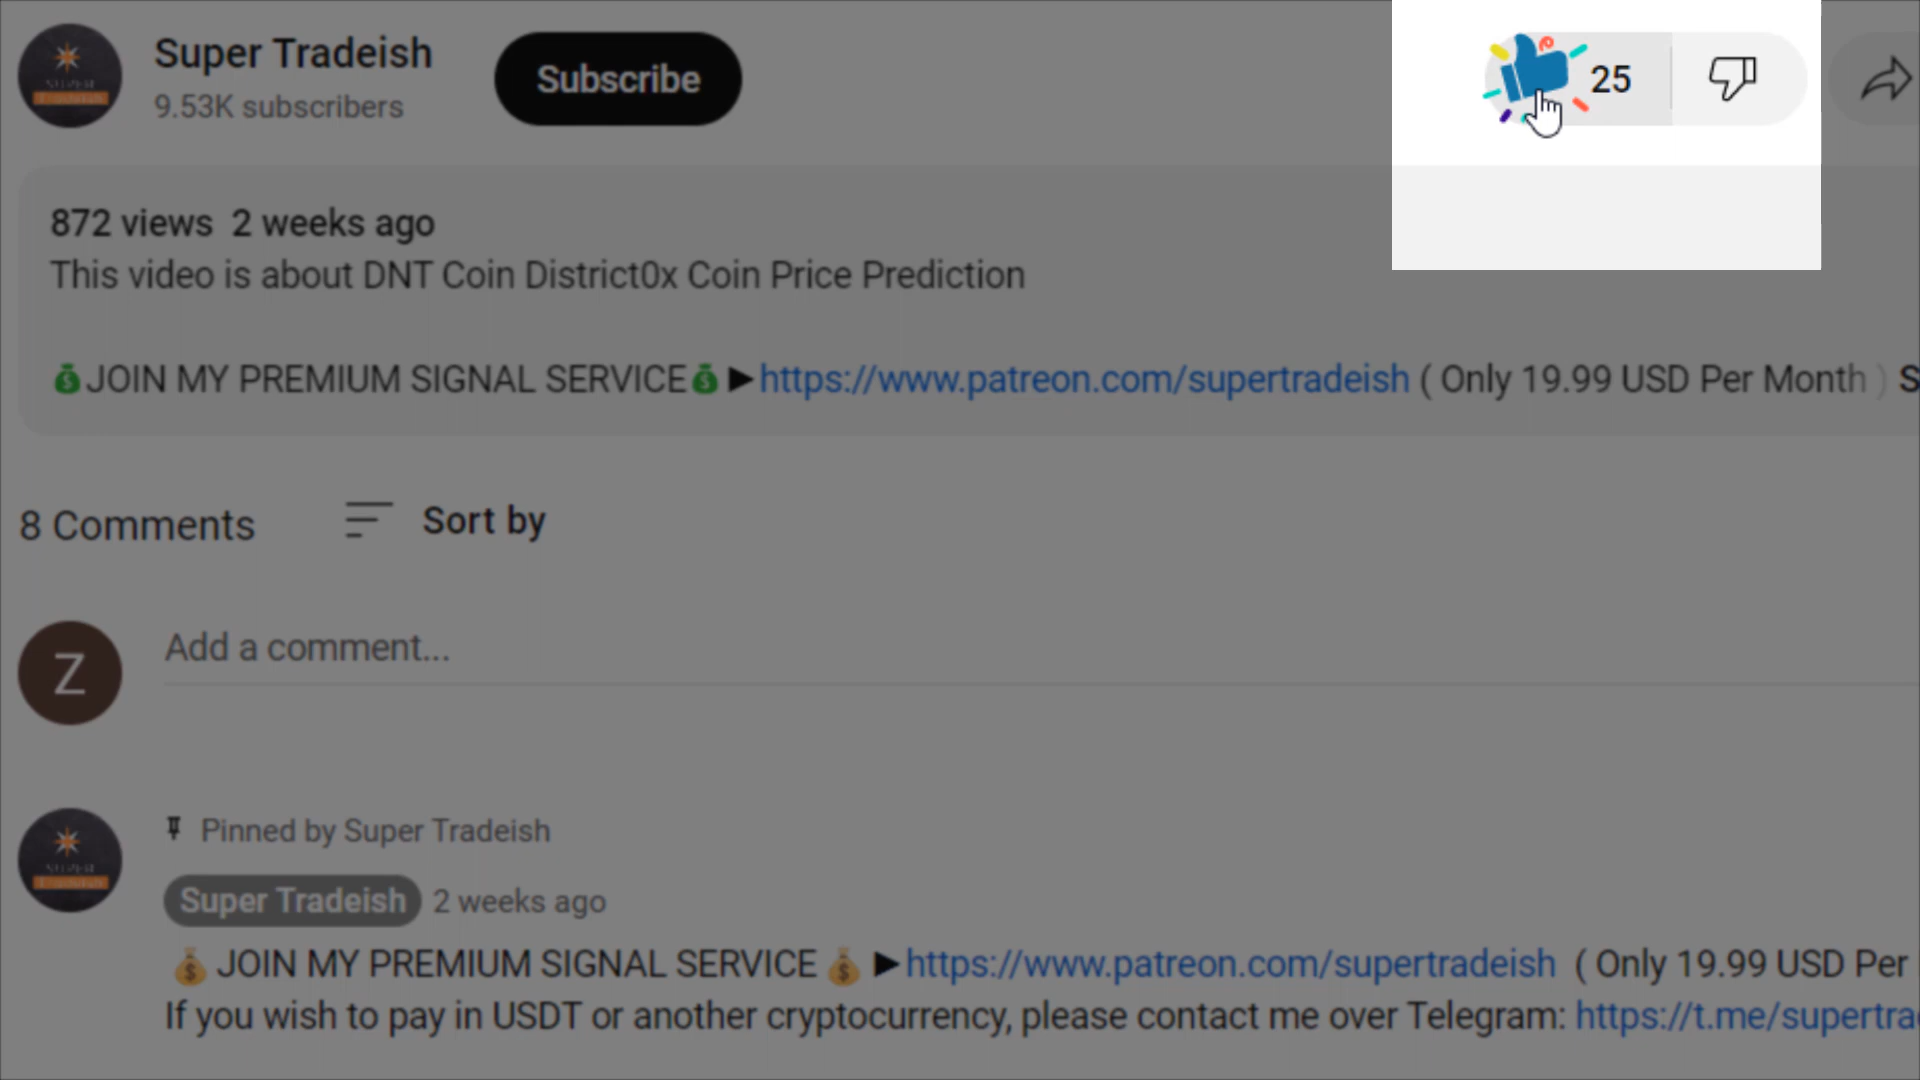 Super Tradeish
9.53K subscribers
Subscribe
25
872 views 2 weeks ago
This video is about DNT Coin District0x Coin Price Prediction
💰JOIN MY PREMIUM SIGNAL SERVICE💰►https://www.patreon.com/supertradeish ( Only 19.99 USD Per Month ) S
8 Comments
Sort by
Z
Add a comment...
Pinned by Super Tradeish
Super Tradeish 2 weeks ago
💰 JOIN MY PREMIUM SIGNAL SERVICE 💰 ►https://www.patreon.com/supertradeish ( Only 19.99 USD Per
If you wish to pay in USDT or another cryptocurrency, please contact me over Telegram: https://t.me/supertra